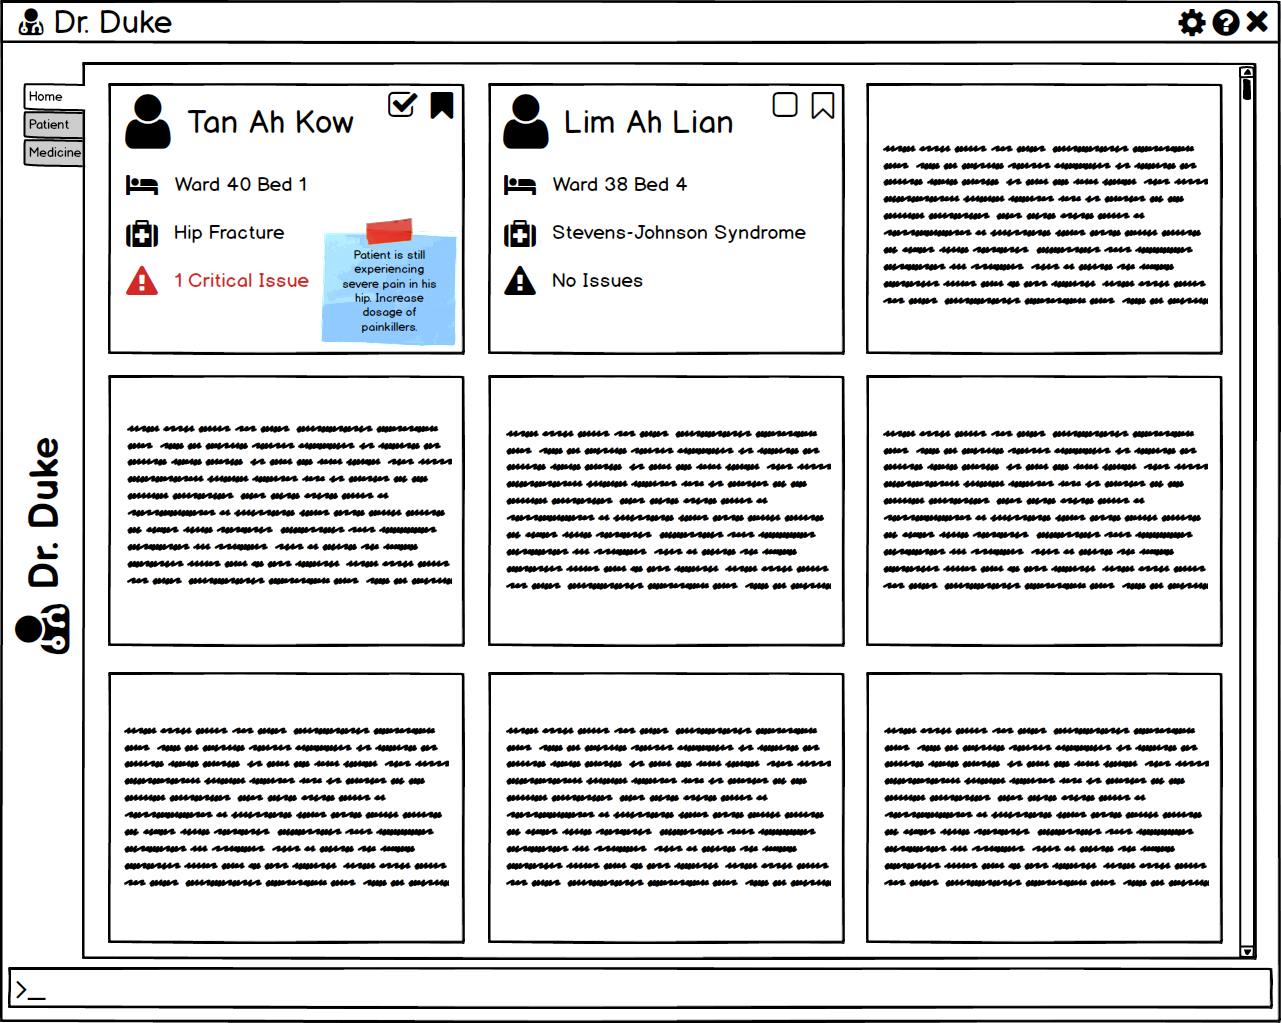 Dr. Duke
Home
Patient
Medicine
Tan Ah Kow
Ward 40 Bed 1
Hip Fracture
1 Critical Issue
Patient is still
experiencing
severe pain in his
hip. Increase
dosage of
painkillers.
Lim Ah Lian
Ward 38 Bed 4
Stevens-Johnson Syndrome
No Issues
Dr. Duke
>_